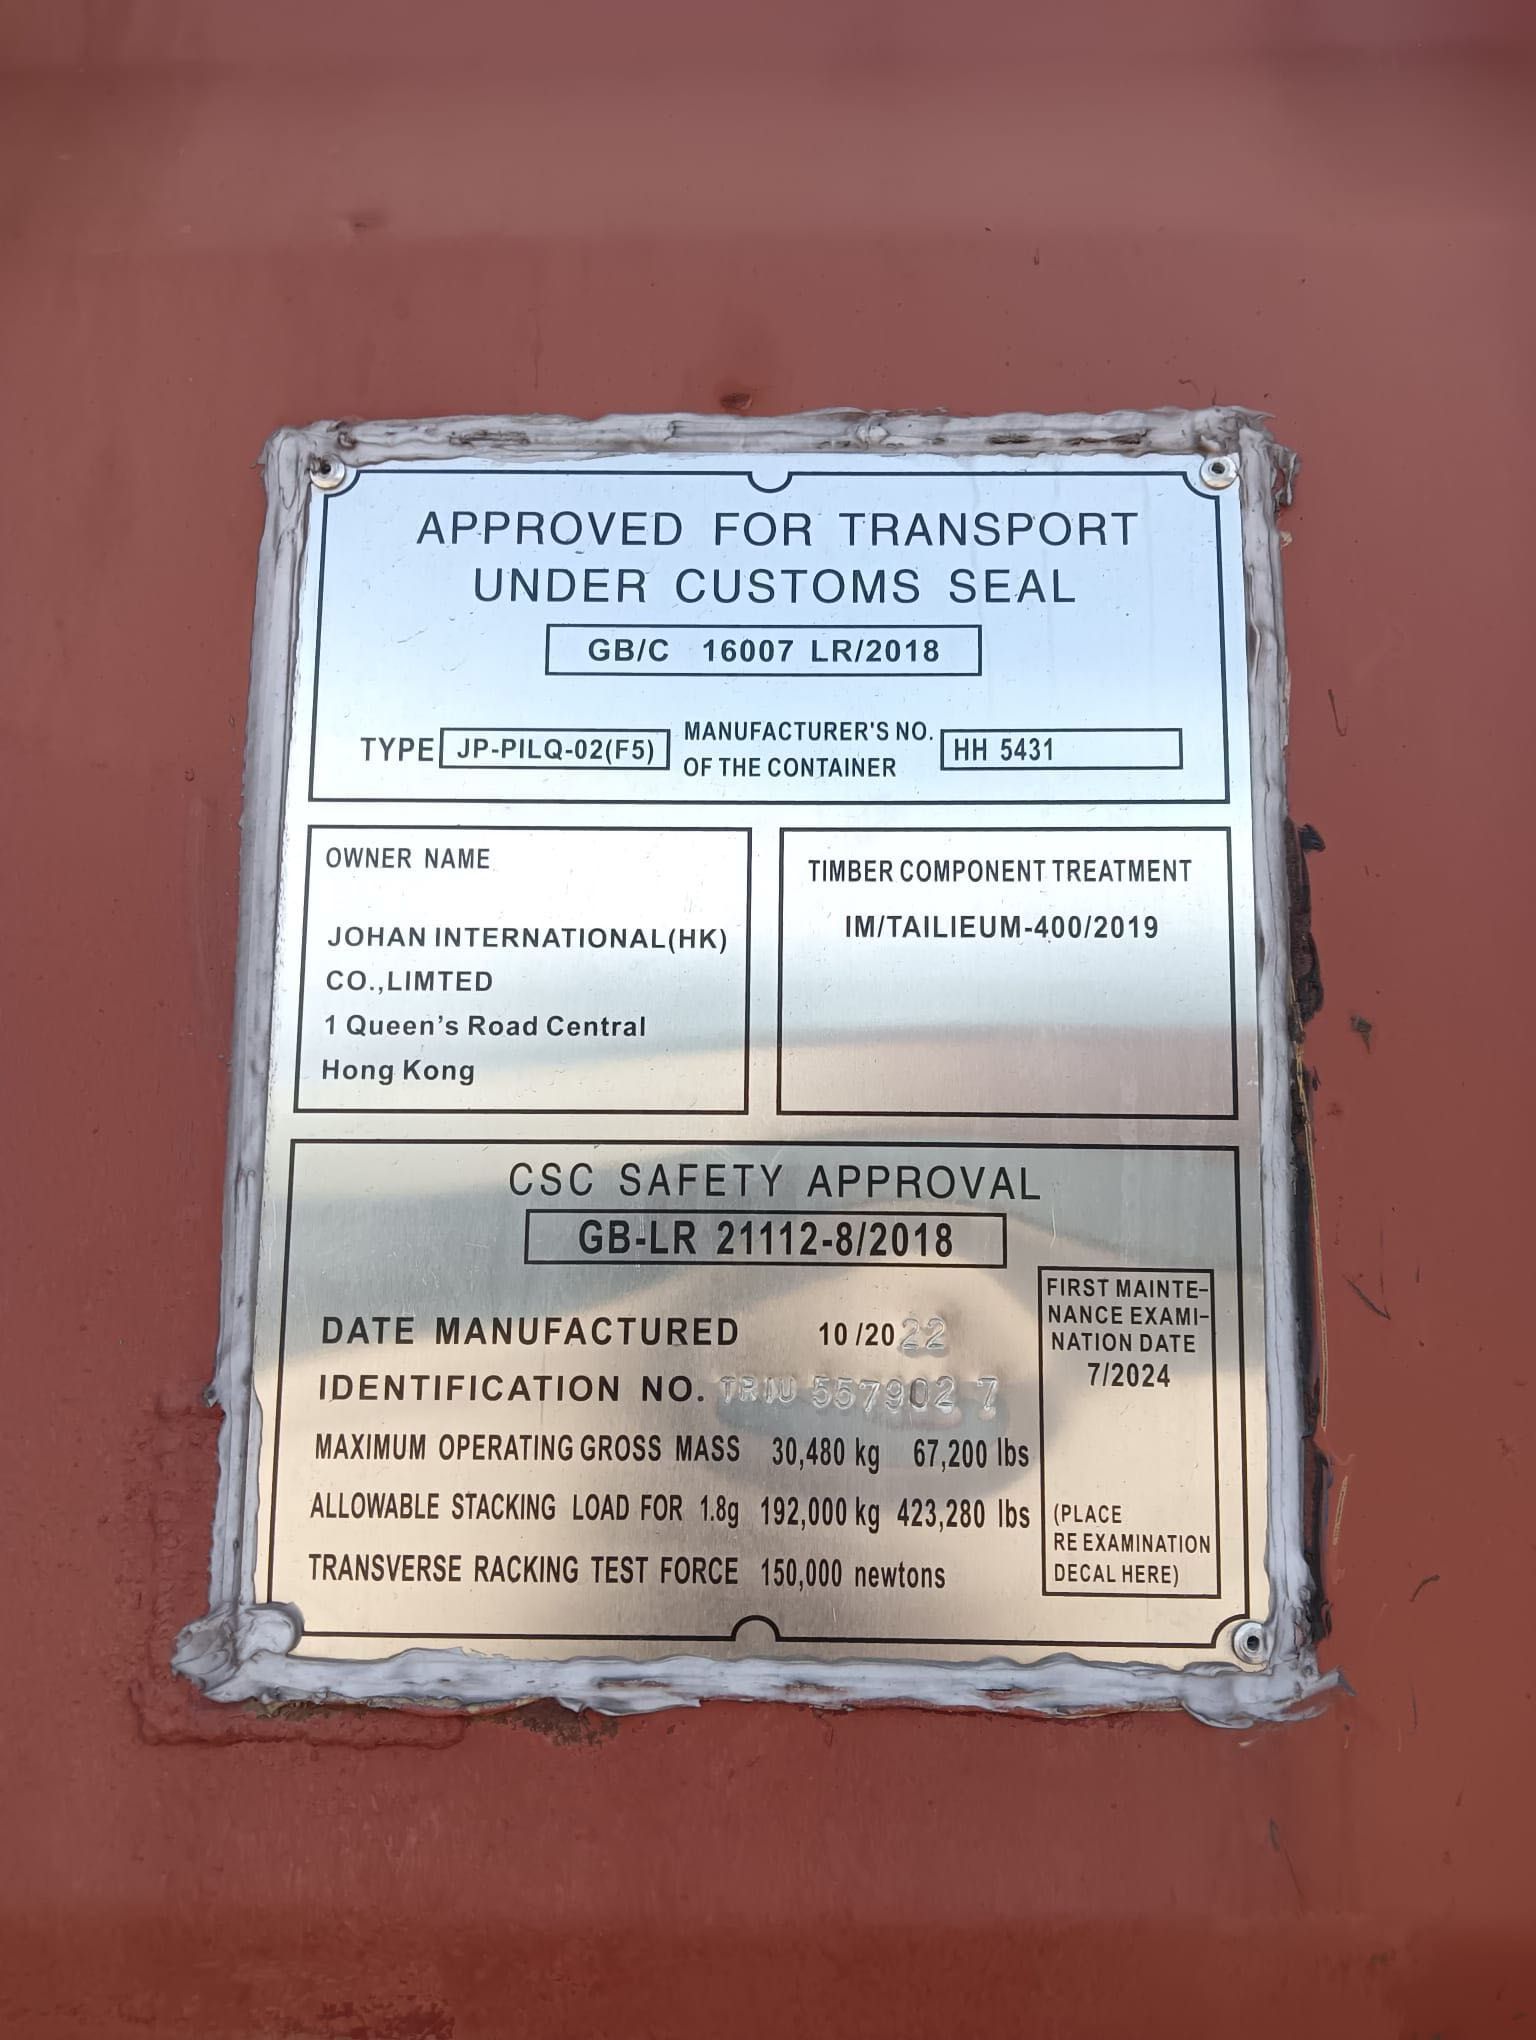 APPROVED FOR TRANSPORT
UNDER CUSTOMS SEAL
GB/C 16007 LR/2018
TYPE JP-PILQ-02(F5) MANUFACTURER'S NO. OF THE CONTAINER HH 5431
OWNER NAME
JOHAN INTERNATIONAL(HK)
CO.,LIMTED
1 Queen's Road Central
Hong Kong
TIMBER COMPONENT TREATMENT
IM/TAILIEUM-400/2019
CSC SAFETY APPROVAL
GB-LR 21112-8/2018
DATE MANUFACTURED 10/2022
IDENTIFICATION NO. TRIU 557902 7
MAXIMUM OPERATING GROSS MASS 30,480 kg 67,200 lbs
ALLOWABLE STACKING LOAD FOR 1.8g 192,000 kg 423,280 lbs
TRANSVERSE RACKING TEST FORCE 150,000 newtons
FIRST MAINTE-
NANCE EXAMI-
NATION DATE
7/2024
(PLACE
RE EXAMINATION
DECAL HERE)